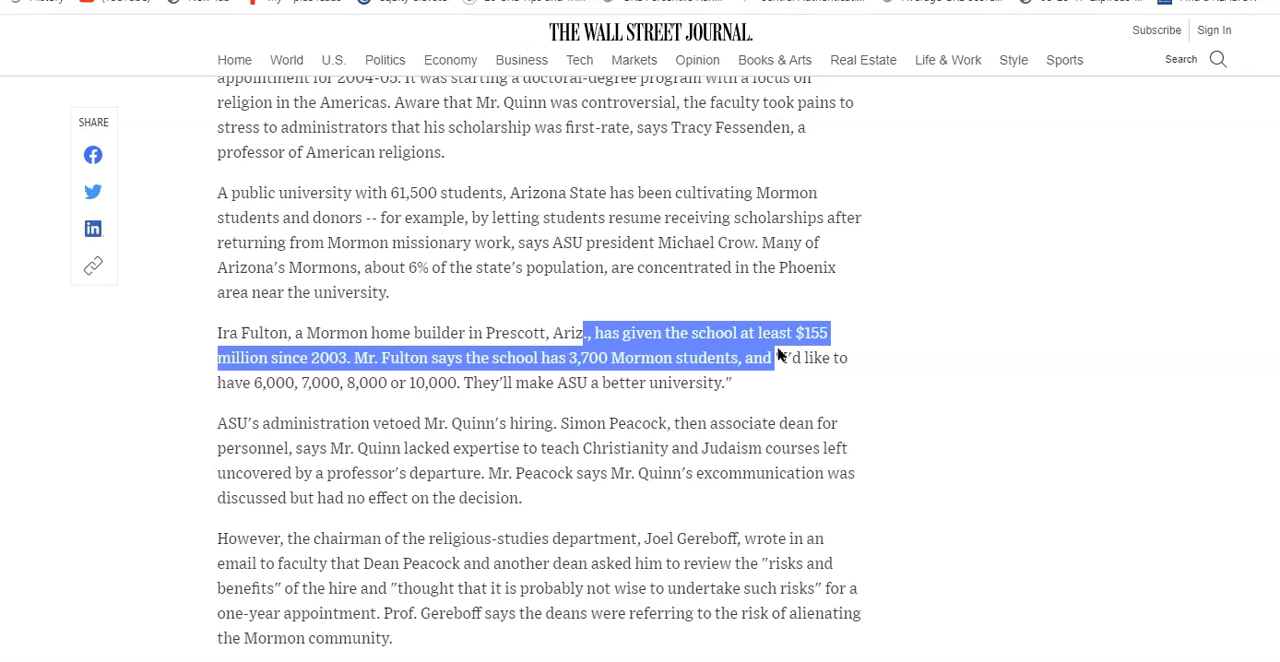 THE WALL STREET JOURNAL.
Subscribe Sign In
Home World U.S. Politics Economy Business Tech Markets Opinion Books & Arts Real Estate Life & Work Style Sports Search
appointment for 2004-05. It was starting a doctoral-degree program with a focus on
religion in the Americas. Aware that Mr. Quinn was controversial, the faculty took pains to
SHARE
stress to administrators that his scholarship was first-rate, says Tracy Fessenden, a
professor of American religions.
A public university with 61,500 students, Arizona State has been cultivating Mormon
students and donors -- for example, by letting students resume receiving scholarships after
returning from Mormon missionary work, says ASU president Michael Crow. Many of
Arizona's Mormons, about 6% of the state's population, are concentrated in the Phoenix
area near the university.
Ira Fulton, a Mormon home builder in Prescott, Ariz., has given the school at least $155
million since 2003. Mr. Fulton says the school has 3,700 Mormon students, and "I'd like to
have 6,000, 7,000, 8,000 or 10,000. They'll make ASU a better university."
ASU's administration vetoed Mr. Quinn's hiring. Simon Peacock, then associate dean for
personnel, says Mr. Quinn lacked expertise to teach Christianity and Judaism courses left
uncovered by a professor's departure. Mr. Peacock says Mr. Quinn's excommunication was
discussed but had no effect on the decision.
However, the chairman of the religious-studies department, Joel Gereboff, wrote in an
email to faculty that Dean Peacock and another dean asked him to review the "risks and
benefits" of the hire and "thought that it is probably not wise to undertake such risks" for a
one-year appointment. Prof. Gereboff says the deans were referring to the risk of alienating
the Mormon community.